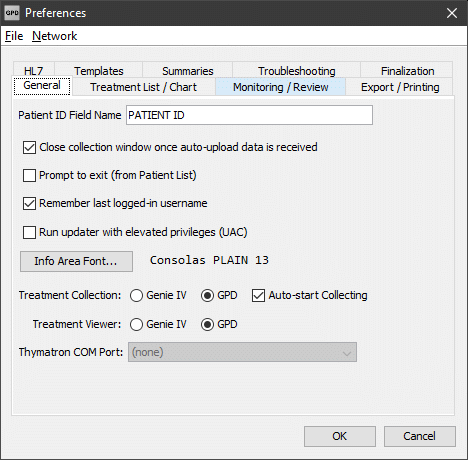 GPD Preferences
File Network
HL7 Templates Summaries Troubleshooting Finalization
General Treatment List / Chart Monitoring / Review Export / Printing
Patient ID Field Name PATIENT ID
Close collection window once auto-upload data is received
Prompt to exit (from Patient List)
Remember last logged-in username
Run updater with elevated privileges (UAC)
Info Area Font... Consolas PLAIN 13
Treatment Collection: Genie IV GPD Auto-start Collecting
Treatment Viewer: Genie IV GPD
Thymatron COM Port: (none)
OK Cancel